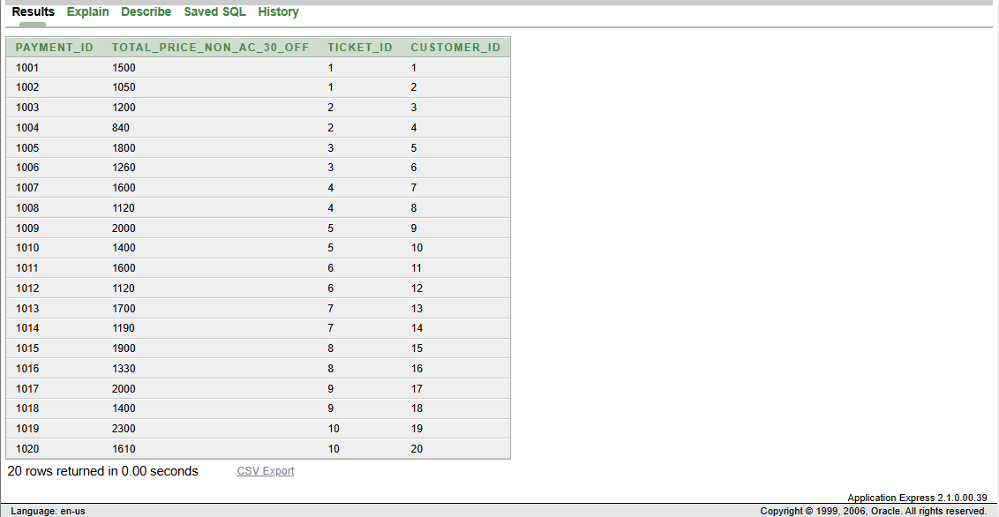 Results Explain Describe Saved SQL History
PAYMENT_ID TOTAL_PRICE_NON_AC_30_OFF TICKET_ID CUSTOMER_ID
1001 1500 1 1
1002 1050 1 2
1003 1200 2 3
1004 840 2 4
1005 1800 3 5
1006 1260 3 6
1007 1600 4 7
1008 1120 4 8
1009 2000 5 9
1010 1400 5 10
1011 1600 6 11
1012 1120 6 12
1013 1700 7 13
1014 1190 7 14
1015 1900 8 15
1016 1330 8 16
1017 2000 9 17
1018 1400 9 18
1019 2300 10 19
1020 1610 10 20
20 rows returned in 0.00 seconds CSV Export
Application Express 2.1.0.00.39
Language: en-us Copyright © 1999, 2006, Oracle. All rights reserved.